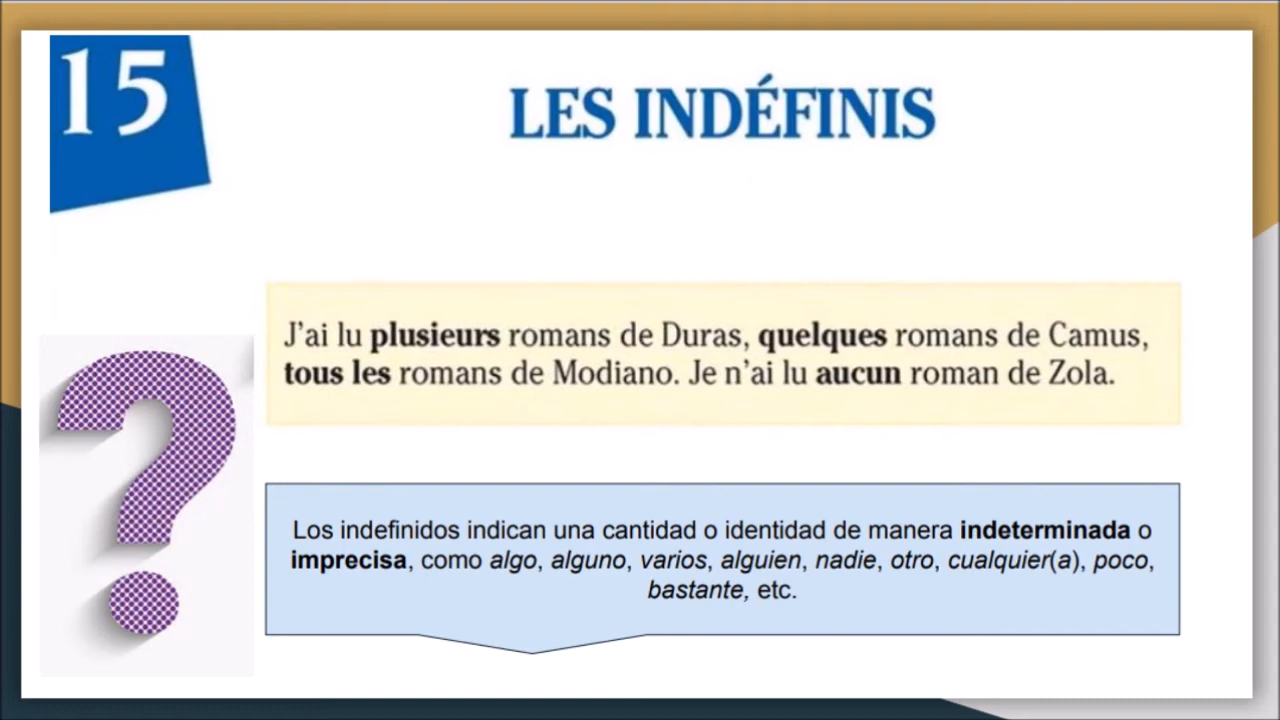 15
LES INDÉFINIS
J'ai lu plusieurs romans de Duras, quelques romans de Camus,
tous les romans de Modiano. Je n'ai lu aucun roman de Zola.
Los indefinidos indican una cantidad o identidad de manera indeterminada o
imprecisa, como algo, alguno, varios, alguien, nadie, otro, cualquier(a), poco,
bastante, etc.